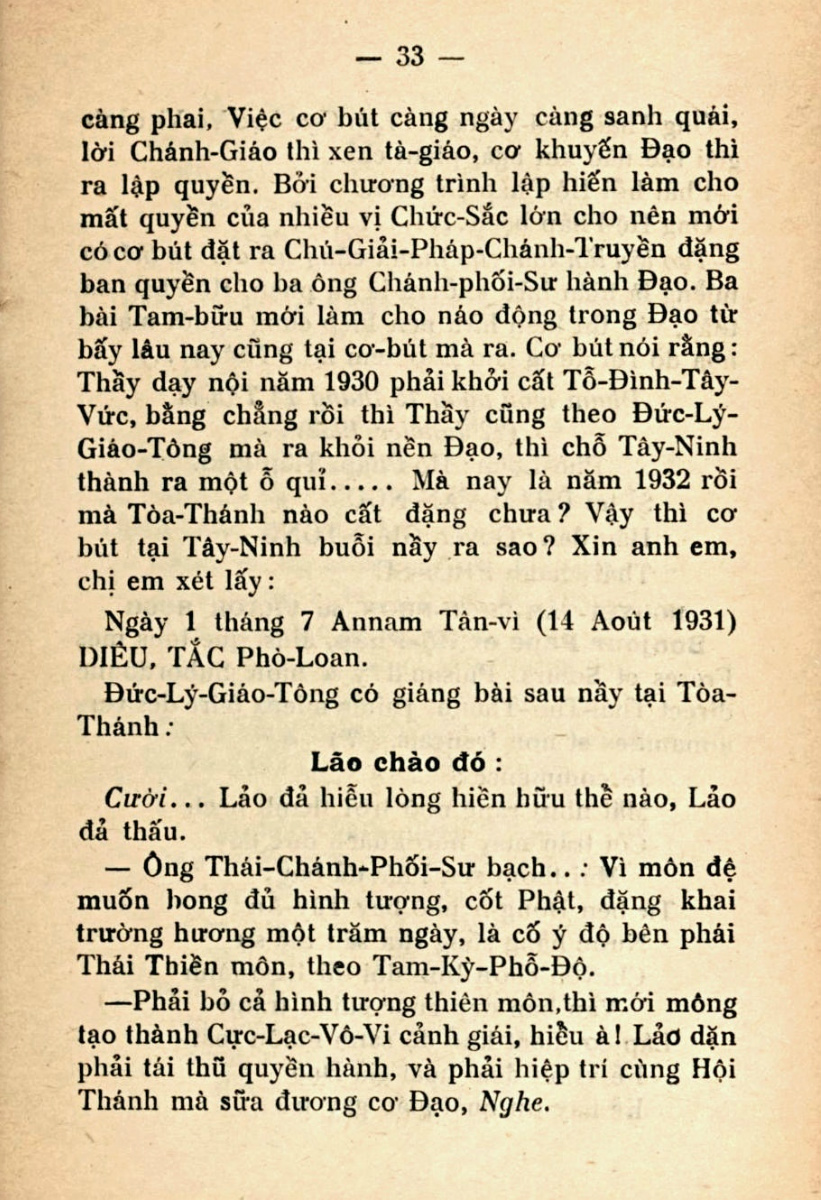 — 33 —
càng phai, Việc cơ bút càng ngày càng sanh quái,
lời Chánh-Giáo thì xen tà-giáo, cơ khuyến Đạo thì
ra lập quyền. Bởi chương trình lập hiến làm cho
mất quyền của nhiều vị Chức-Sắc lớn cho nên mới
có cơ bút đặt ra Chú-Giải-Pháp-Chánh-Truyền đặng
ban quyền cho ba ông Chánh-phối-Sư hành Đạo. Ba
bài Tam-bữu mới làm cho náo động trong Đạo từ
bấy lâu nay cũng tại cơ-bút mà ra. Cơ bút nói rằng:
Thầy dạy nội năm 1930 phải khởi cất Tỗ-Đình-Tây-
Vức, bằng chẳng rồi thì Thầy cũng theo Đức-Lý-
Giáo-Tông mà ra khỏi nền Đạo, thì chỗ Tây-Ninh
thành ra một ỗ quỉ..... Mà nay là năm 1932 rồi
mà Tòa-Thánh nào cất đặng chưa? Vậy thì cơ
bút tại Tây-Ninh buỗi nầy ra sao? Xin anh em,
chị em xét lấy:
Ngày 1 tháng 7 Annam Tân-vì (14 Août 1931)
DIÊU, TẮC Phò-Loan.
Đức-Lý-Giáo-Tông có giáng bài sau nầy tại Tòa-
Thánh:
Lão chào đó :
Cười... Lảo đả hiễu lòng hiền hữu thể nào, Lảo
đả thấu.
— Ông Thái-Chánh-Phối-Sư bạch..: Vì môn đệ
muốn bong đủ hình tượng, cốt Phật, đặng khai
trường hương một trăm ngày, là cố ý độ bên phái
Thái Thiền môn, theo Tam-Kỳ-Phỗ-Độ.
—Phải bỏ cả hình tượng thiên môn,thì mới mông
tạo thành Cực-Lạc-Vô-Vi cảnh giái, hiểu à! Lảo dặn
phải tái thũ quyền hành, và phải hiệp trí cùng Hội
Thánh mà sữa đương cơ Đạo, Nghe.